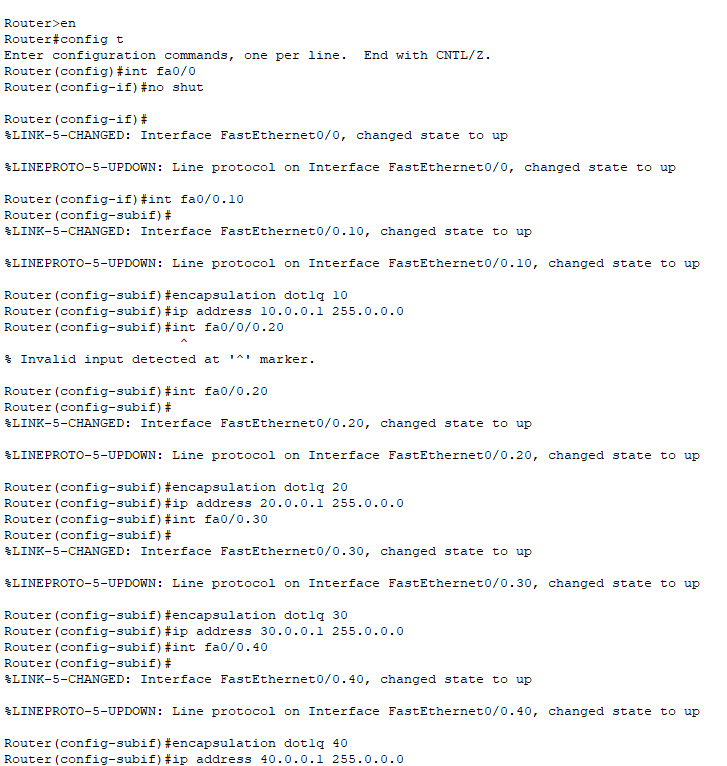 Router>en
Router#config t
Enter configuration commands, one per line.  End with CNTL/Z.
Router(config)#int fa0/0
Router(config-if)#no shut
Router(config-if)#
%LINK-5-CHANGED: Interface FastEthernet0/0, changed state to up
%LINEPROTO-5-UPDOWN: Line protocol on Interface FastEthernet0/0, changed state to up
Router(config-if)#int fa0/0.10
Router(config-subif)#
%LINK-5-CHANGED: Interface FastEthernet0/0.10, changed state to up
%LINEPROTO-5-UPDOWN: Line protocol on Interface FastEthernet0/0.10, changed state to up
Router(config-subif)#encapsulation dot1q 10
Router(config-subif)#ip address 10.0.0.1 255.0.0.0
Router(config-subif)#int fa0/0/0.20
^
% Invalid input detected at '^' marker.
Router(config-subif)#int fa0/0.20
Router(config-subif)#
%LINK-5-CHANGED: Interface FastEthernet0/0.20, changed state to up
%LINEPROTO-5-UPDOWN: Line protocol on Interface FastEthernet0/0.20, changed state to up
Router(config-subif)#encapsulation dot1q 20
Router(config-subif)#ip address 20.0.0.1 255.0.0.0
Router(config-subif)#int fa0/0.30
Router(config-subif)#
%LINK-5-CHANGED: Interface FastEthernet0/0.30, changed state to up
%LINEPROTO-5-UPDOWN: Line protocol on Interface FastEthernet0/0.30, changed state to up
Router(config-subif)#encapsulation dot1q 30
Router(config-subif)#ip address 30.0.0.1 255.0.0.0
Router(config-subif)#int fa0/0.40
Router(config-subif)#
%LINK-5-CHANGED: Interface FastEthernet0/0.40, changed state to up
%LINEPROTO-5-UPDOWN: Line protocol on Interface FastEthernet0/0.40, changed state to up
Router(config-subif)#encapsulation dot1q 40
Router(config-subif)#ip address 40.0.0.1 255.0.0.0